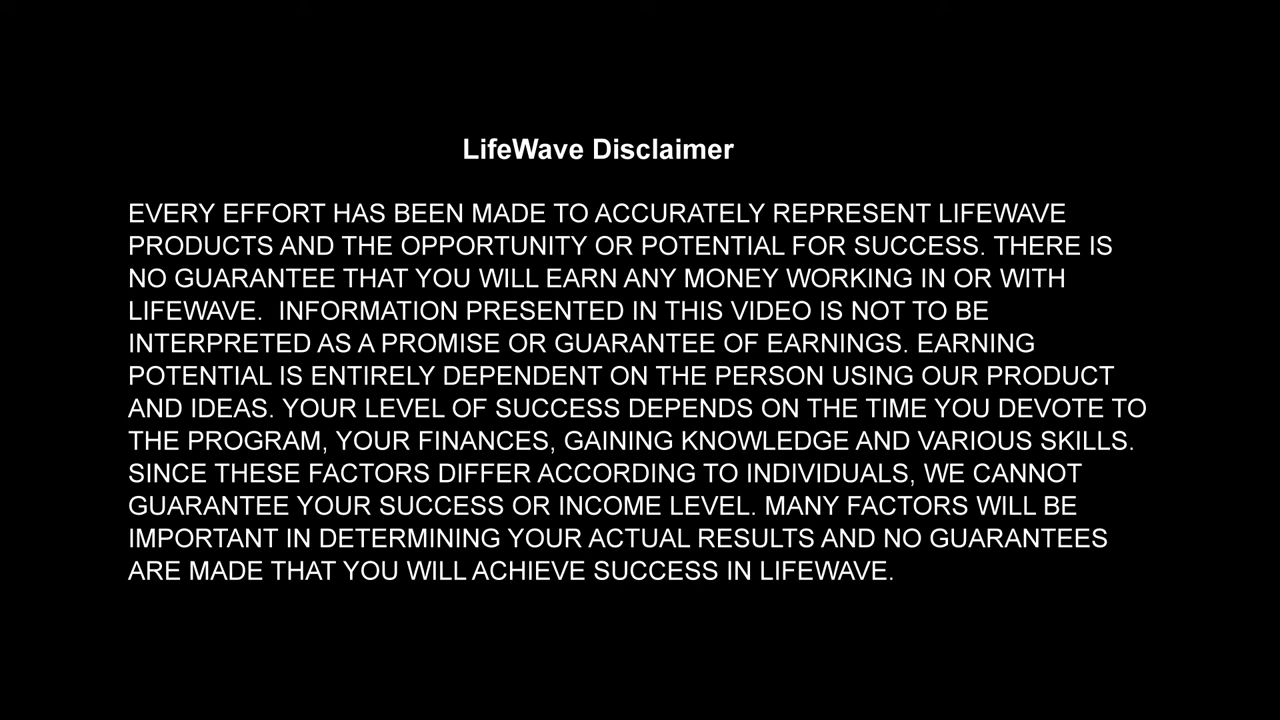 LifeWave Disclaimer
EVERY EFFORT HAS BEEN MADE TO ACCURATELY REPRESENT LIFEWAVE
PRODUCTS AND THE OPPORTUNITY OR POTENTIAL FOR SUCCESS. THERE IS
NO GUARANTEE THAT YOU WILL EARN ANY MONEY WORKING IN OR WITH
LIFEWAVE.  INFORMATION PRESENTED IN THIS VIDEO IS NOT TO BE
INTERPRETED AS A PROMISE OR GUARANTEE OF EARNINGS. EARNING
POTENTIAL IS ENTIRELY DEPENDENT ON THE PERSON USING OUR PRODUCT
AND IDEAS. YOUR LEVEL OF SUCCESS DEPENDS ON THE TIME YOU DEVOTE TO
THE PROGRAM, YOUR FINANCES, GAINING KNOWLEDGE AND VARIOUS SKILLS.
SINCE THESE FACTORS DIFFER ACCORDING TO INDIVIDUALS, WE CANNOT
GUARANTEE YOUR SUCCESS OR INCOME LEVEL. MANY FACTORS WILL BE
IMPORTANT IN DETERMINING YOUR ACTUAL RESULTS AND NO GUARANTEES
ARE MADE THAT YOU WILL ACHIEVE SUCCESS IN LIFEWAVE.